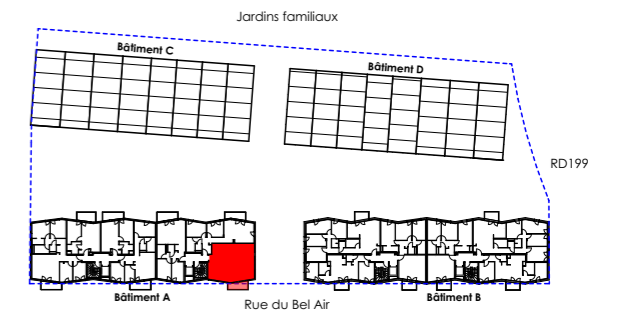 Jardins familiaux
Bâtiment C
Bâtiment D
RD199
Bâtiment A
Rue du Bel Air
Bâtiment B